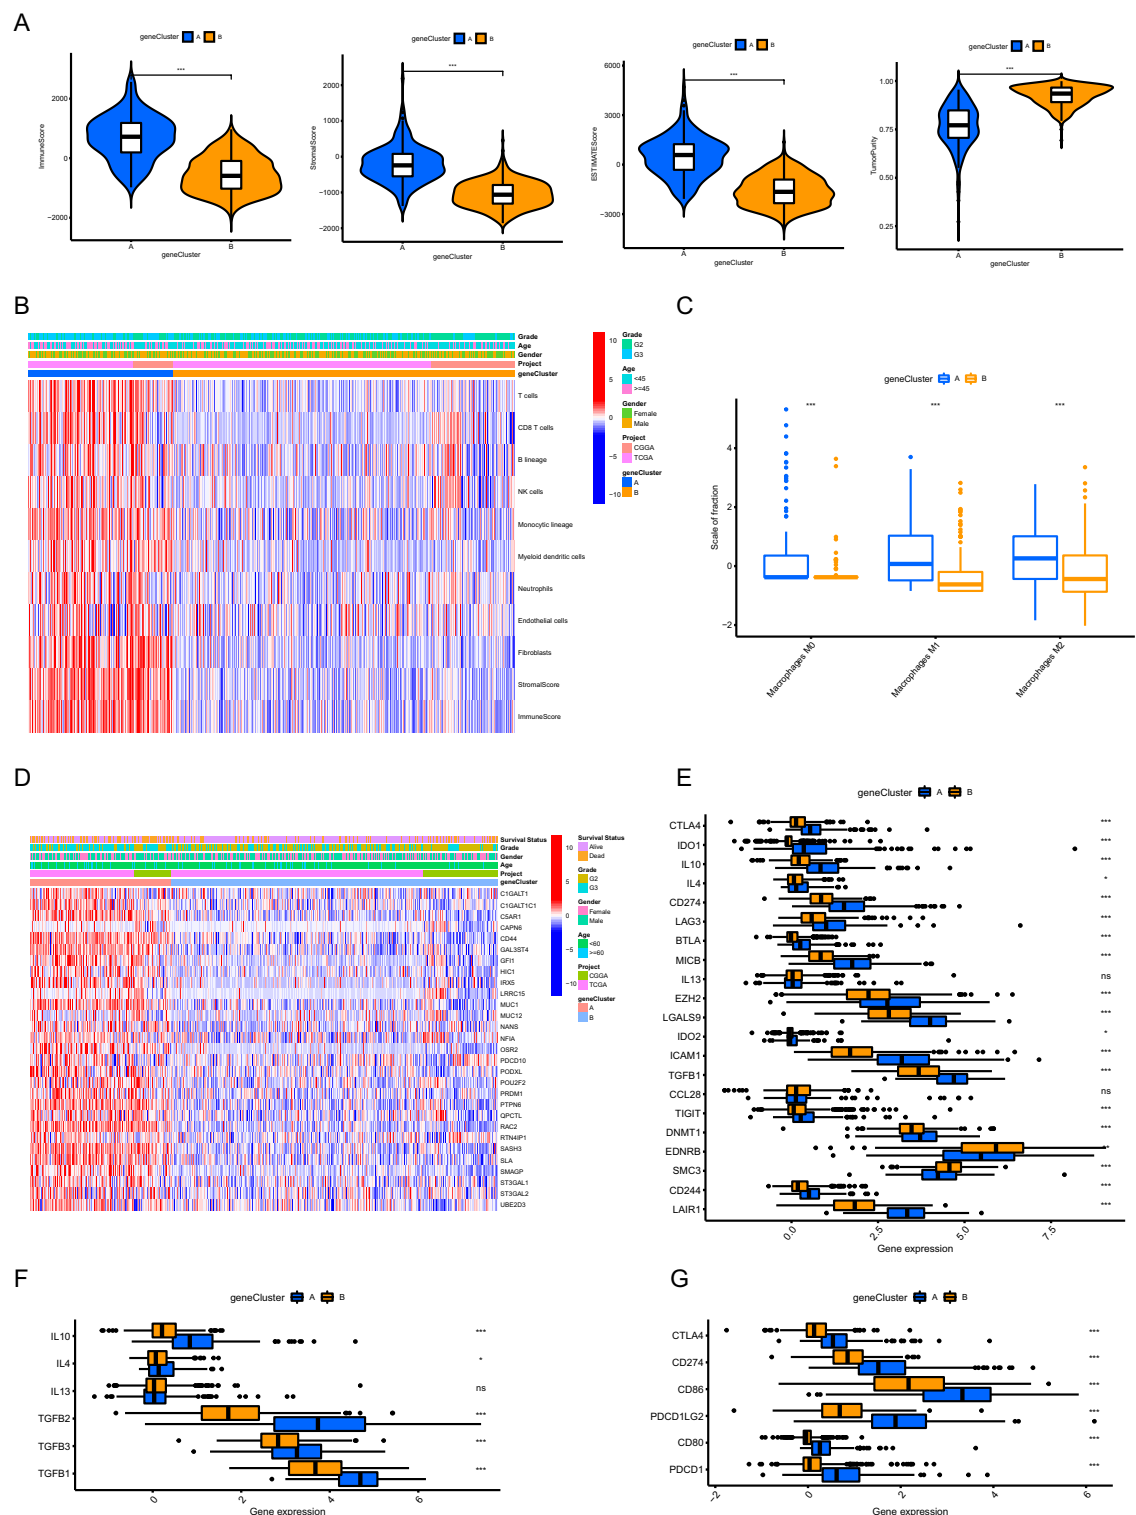 A
geneCluster A B
***
ImmuneScore
2000
0
−2000
A B
geneCluster
geneCluster A B
***
StromalScore
2000
1000
0
−1000
−2000
A B
geneCluster
geneCluster A B
***
ESTIMATEScore
6000
3000
0
−3000
A B
geneCluster
geneCluster A B
***
TumorPurity
1.00
0.75
0.50
0.25
A B
geneCluster
B
Grade
Age
Gender
Project
geneCluster
T cells
CD8 T cells
B lineage
NK cells
Monocytic lineage
Myeloid dendritic cells
Neutrophils
Endothelial cells
Fibroblasts
StromalScore
ImmuneScore
10
5
0
−5
−10
Grade
G2
G3
Age
<45
>=45
Gender
Female
Male
Project
CGGA
TCGA
geneCluster
A
B
C
geneCluster A B
*** *** ***
Scale of fraction
4
2
0
−2
Macrophages M0
Macrophages M1
Macrophages M2
D
Survival Status
Grade
Gender
Age
Project
geneCluster
C1GALT1
C1GALT1C1
C5AR1
CAPN6
CD44
GAL3ST4
GFI1
HIC1
IRX5
LRRC15
MUC1
MUC12
NANS
NFIA
OSR2
PDCD10
PODXL
POU2F2
PRDM1
PTPN6
QPCTL
RAC2
RTN4IP1
SASH3
SLA
SMAGP
ST3GAL1
ST3GAL2
UBE2D3
10
5
0
−5
−10
Survival Status
Alive
Dead
Grade
G2
G3
Gender
Female
Male
Age
<60
>=60
Project
CGGA
TCGA
geneCluster
A
B
E
geneCluster A B
CTLA4 ***
IDO1 ***
IL10 ***
IL4 *
CD274 ***
LAG3 ***
BTLA ***
MICB ***
IL13 ns
EZH2 ***
LGALS9 ***
IDO2 *
ICAM1 ***
TGFB1 ***
CCL28 ns
TIGIT ***
DNMT1 ***
EDNRB **
SMC3 ***
CD244 ***
LAIR1 ***
0.0 2.5 5.0 7.5
Gene expression
F
geneCluster A B
IL10 ***
IL4 *
IL13 ns
TGFB2 ***
TGFB3 ***
TGFB1 ***
0 2 4 6
Gene expression
G
geneCluster A B
CTLA4 ***
CD274 ***
CD86 ***
PDCD1LG2 ***
CD80 ***
PDCD1 ***
−2 0 2 4 6
Gene expression